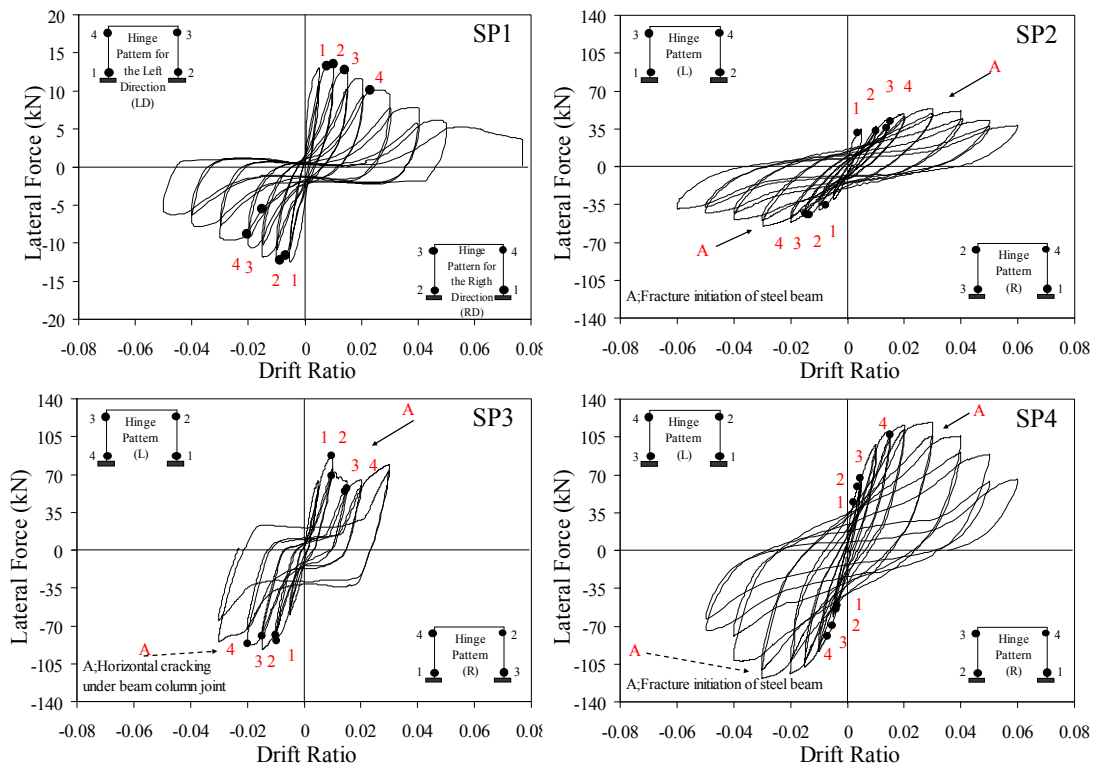 SP1
20
15
10
5
0
-5
-10
-15
-20
Lateral Force (kN)
4 3
Hinge
Pattern for
the Left
Direction
(LD)
1 2
1 2 3
4
4 3
2 1
3 4
Hinge
Pattern for
the Rigth
Direction
(RD)
2 1
-0.08 -0.06 -0.04 -0.02 0 0.02 0.04 0.06 0.08
Drift Ratio
SP2
140
105
70
35
0
-35
-70
-105
-140
Lateral Force (kN)
3 4
Hinge
Pattern
(L)
1 2
A
1 2 3 4
A
4 3 2 1
A;Fracture initiation of steel beam
2 4
Hinge
Pattern
(R)
3 1
-0.08 -0.06 -0.04 -0.02 0 0.02 0.04 0.06 0.08
Drift Ratio
SP3
140
105
70
35
0
-35
-70
-105
-140
Lateral Force (kN)
3 2
Hinge
Pattern
(L)
4 1
A
1 2
3 4
A
4 3 2 1
A;Horizontal cracking
under beam column joint
4 2
Hinge
Pattern
(R)
1 3
-0.08 -0.06 -0.04 -0.02 0 0.02 0.04 0.06 0.08
Drift Ratio
SP4
140
105
70
35
0
-35
-70
-105
-140
Lateral Force (kN)
4 2
Hinge
Pattern
(L)
3 1
A
4
3
2
1
1
2
3
4
A
A;Fracture initiation of steel beam
3 4
Hinge
Pattern
(R)
2 1
-0.08 -0.06 -0.04 -0.02 0 0.02 0.04 0.06 0.08
Drift Ratio